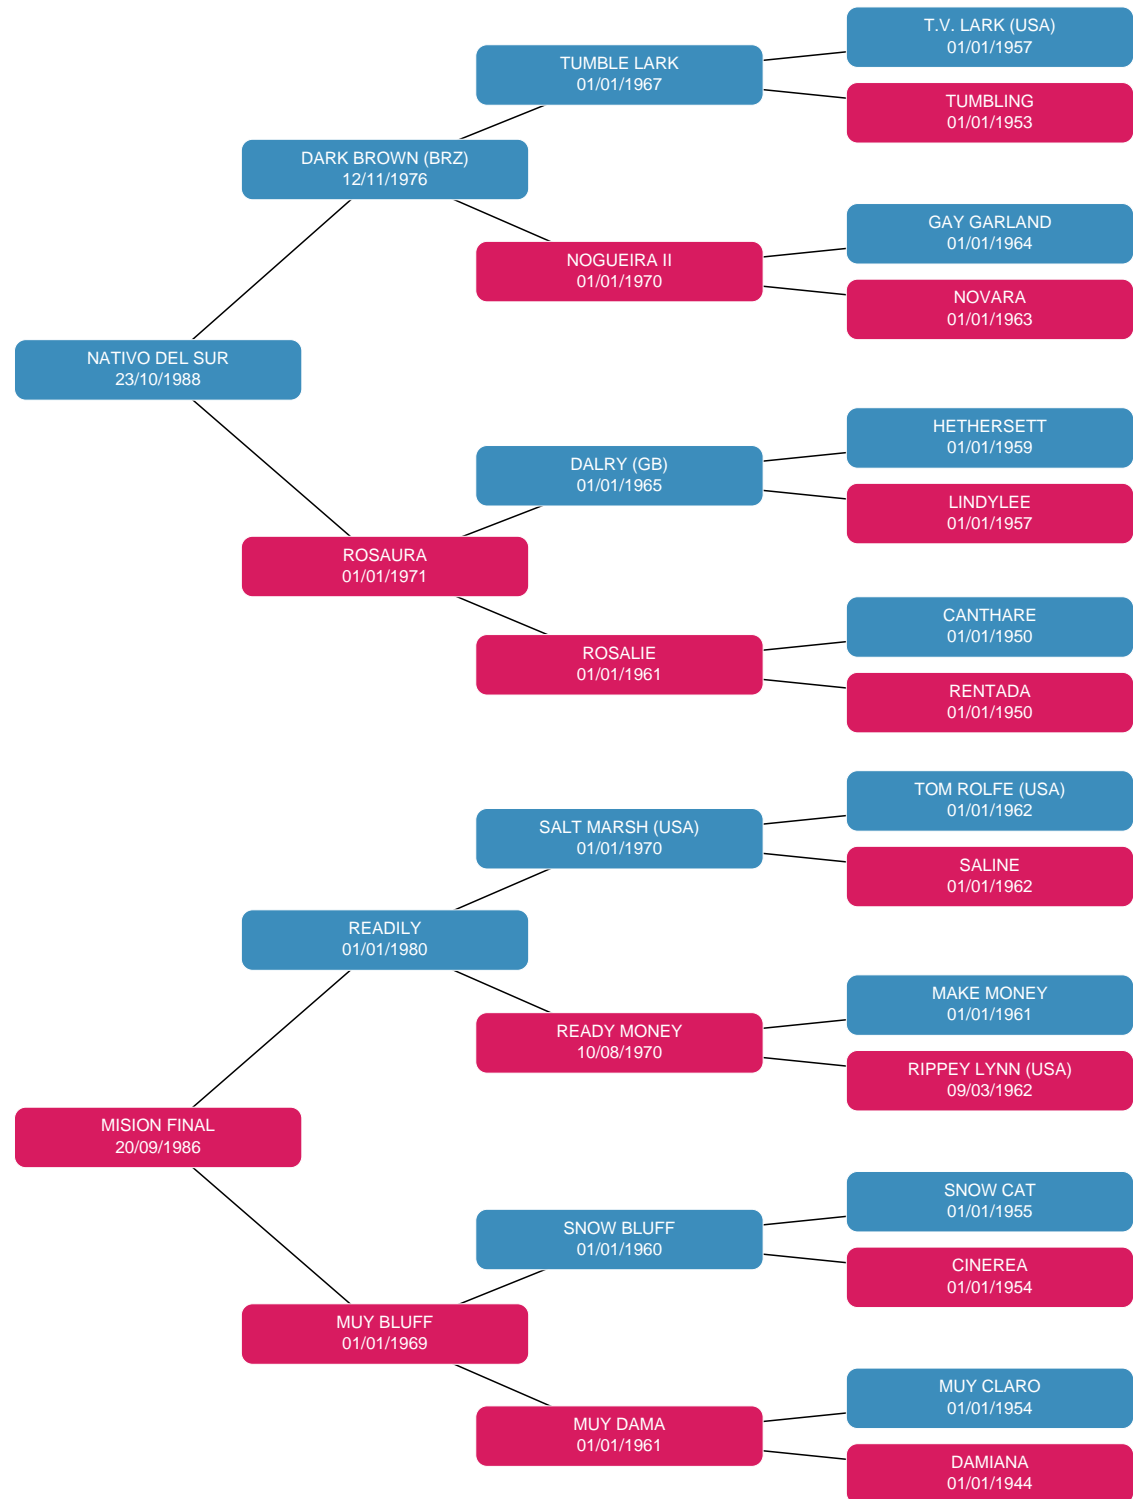 T.V. LARK (USA)
01/01/1957
TUMBLE LARK
01/01/1967
TUMBLING
01/01/1953
DARK BROWN (BRZ)
12/11/1976
GAY GARLAND
01/01/1964
NOGUEIRA II
01/01/1970
NOVARA
01/01/1963
NATIVO DEL SUR
23/10/1988
HETHERSETT
01/01/1959
DALRY (GB)
01/01/1965
LINDYLEE
01/01/1957
ROSAURA
01/01/1971
CANTHARE
01/01/1950
ROSALIE
01/01/1961
RENTADA
01/01/1950
TOM ROLFE (USA)
01/01/1962
SALT MARSH (USA)
01/01/1970
SALINE
01/01/1962
READILY
01/01/1980
MAKE MONEY
01/01/1961
READY MONEY
10/08/1970
RIPPEY LYNN (USA)
09/03/1962
MISION FINAL
20/09/1986
SNOW CAT
01/01/1955
SNOW BLUFF
01/01/1960
CINEREA
01/01/1954
MUY BLUFF
01/01/1969
MUY CLARO
01/01/1954
MUY DAMA
01/01/1961
DAMIANA
01/01/1944